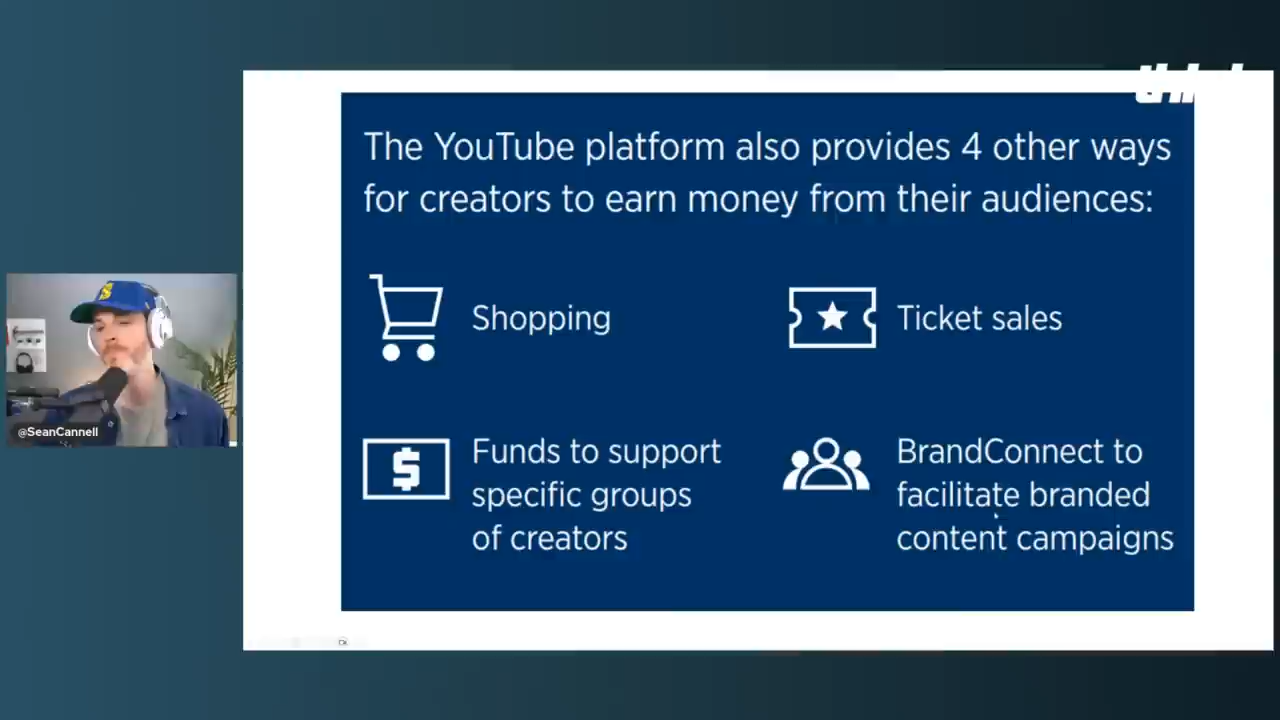 The YouTube platform also provides 4 other ways
for creators to earn money from their audiences:
Shopping
Ticket sales
Funds to support
specific groups
of creators
BrandConnect to
facilitate branded
content campaigns
@SeanCannell